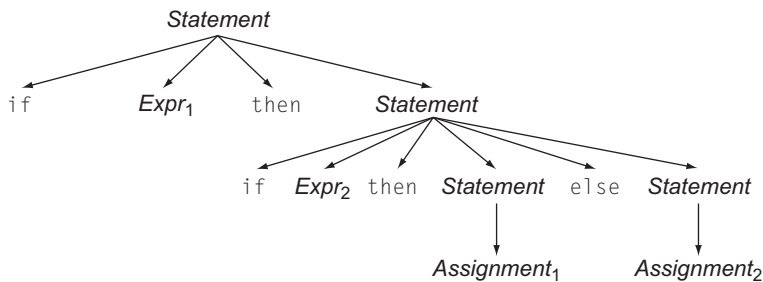 Statement
if Expr1 then Statement
if Expr2 then Statement else Statement
Assignment1 Assignment2